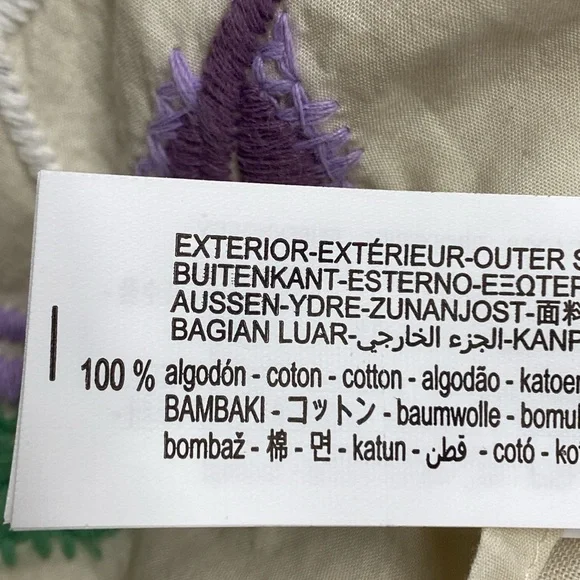 EXTERIOR-EXTÉRIEUR-OUTER S
BUITENKANT-ESTERNO-ΕΞΩΤΕΡ
AUSSEN-YDRE-ZUNANJOST-面料
BAGIAN LUAR-الجزء الخارجي-KANP
100 % algodón - coton - cotton - algodão - katoen
BAMBAKI - コットン - baumwolle - bomul
bombaž - 棉 - 면 - katun - قطن - cotó - kot